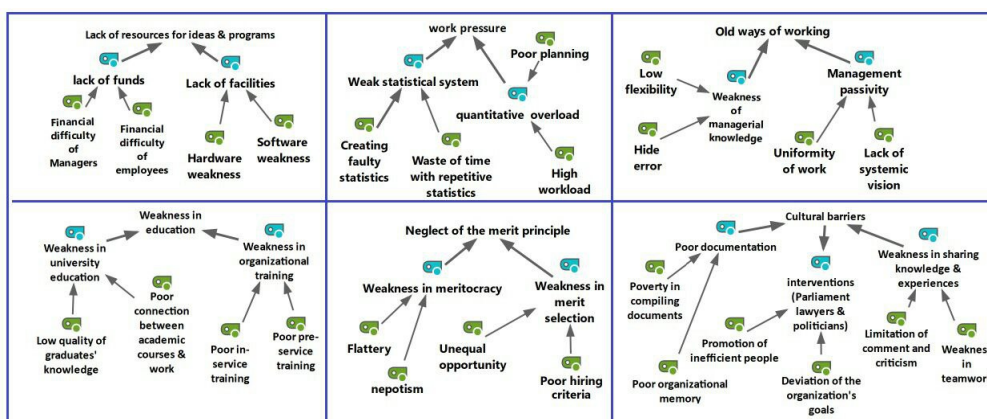 Lack of resources for ideas & programs
lack of funds
Lack of facilities
Financial
difficulty of
Managers
Financial
difficulty of
employees
Hardware
weakness
Software
weakness
work pressure
Poor planning
Weak statistical system
quantitative overload
Creating
faulty
statistics
Waste of time
with repetitive
statistics
High
workload
Old ways of working
Low
flexibility
Weakness
of
managerial
knowledge
Management
passivity
Hide
error
Uniformity
of work
Lack of
systemic
vision
Weakness in
education
Weakness in
university
education
Weakness in
organizational
training
Low quality of
graduates'
knowledge
Poor
connection
between
academic
courses &
work
Poor in-
service
training
Poor pre-
service
training
Neglect of the merit principle
Weakness in meritocracy
Weakness in
merit
selection
Flattery
nepotism
Unequal
opportunity
Poor hiring
criteria
Cultural barriers
Poor documentation
Weakness in sharing
knowledge &
experiences
interventions
(Parliament
lawyers &
politicians)
Poverty in
compiling
documents
Promotion of
inefficient people
Limitation of
comment and
criticism
Weakness
in
teamwor
Poor organizational
memory
Deviation of the
organization's
goals